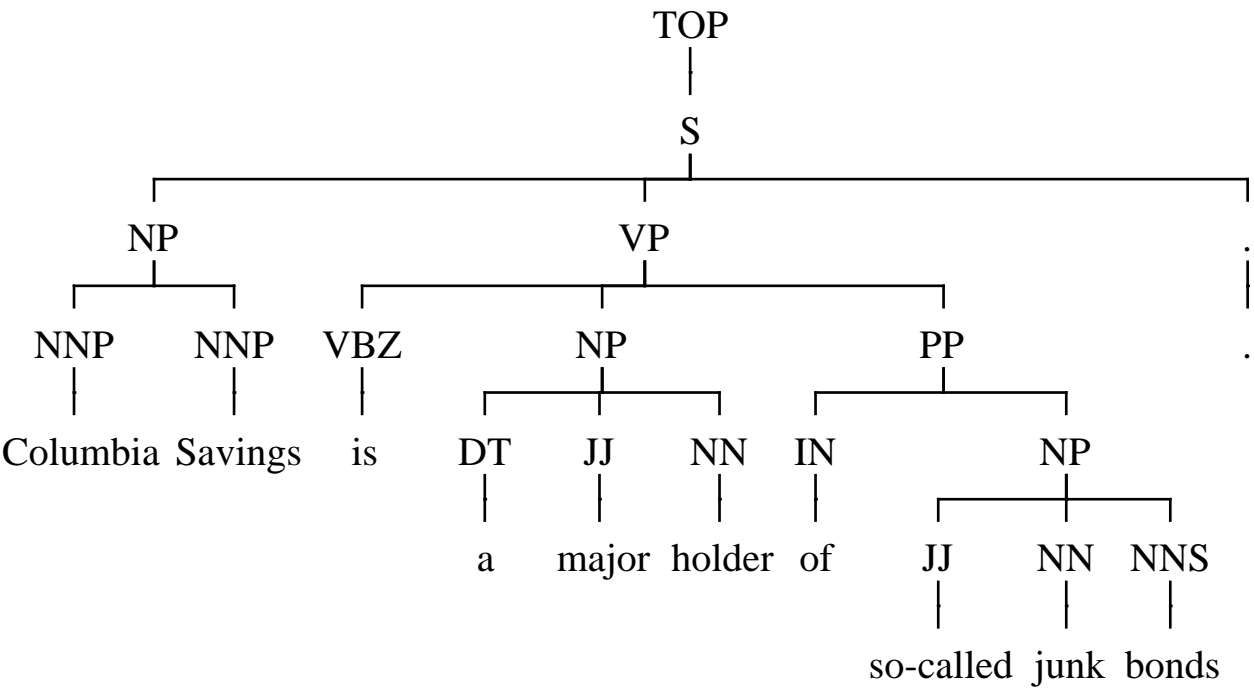 TOP
S
NP VP .
NNP NNP VBZ NP PP .
Columbia Savings is DT JJ NN IN NP
a major holder of JJ NN NNS
so-called junk bonds